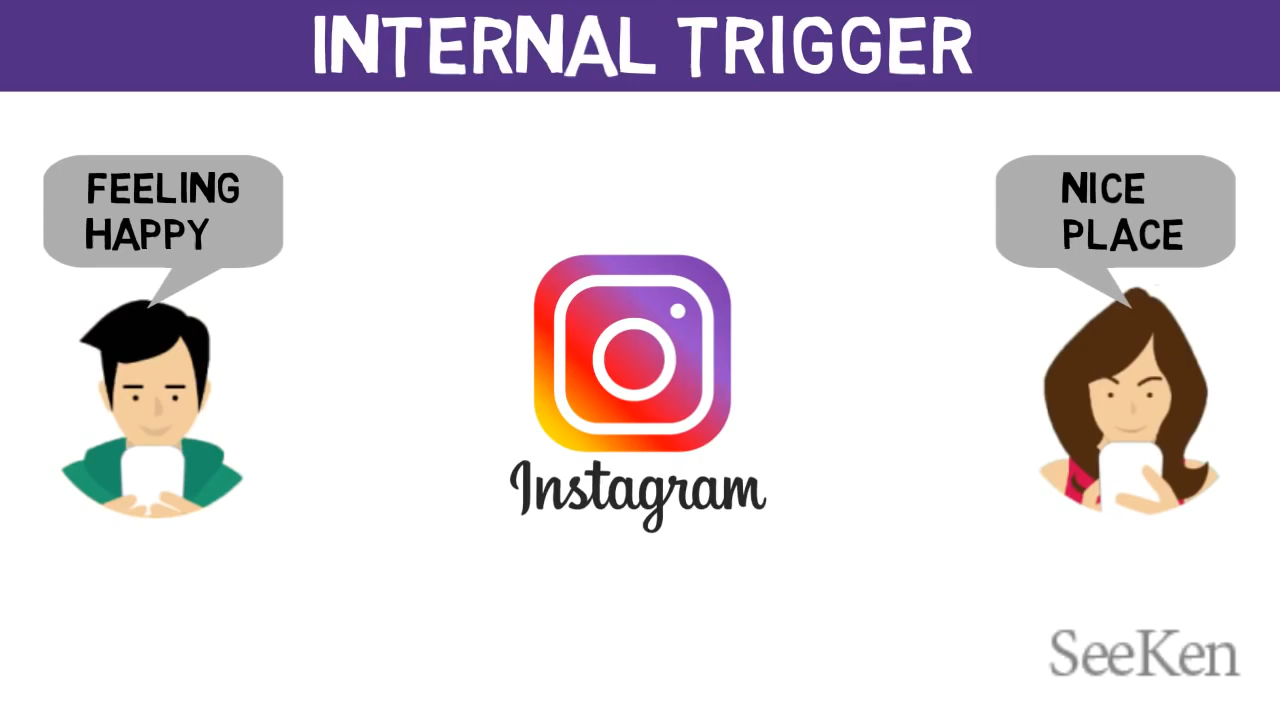 INTERNAL TRIGGER
FEELING
HAPPY
NICE
PLACE
Instagram
SeeKen